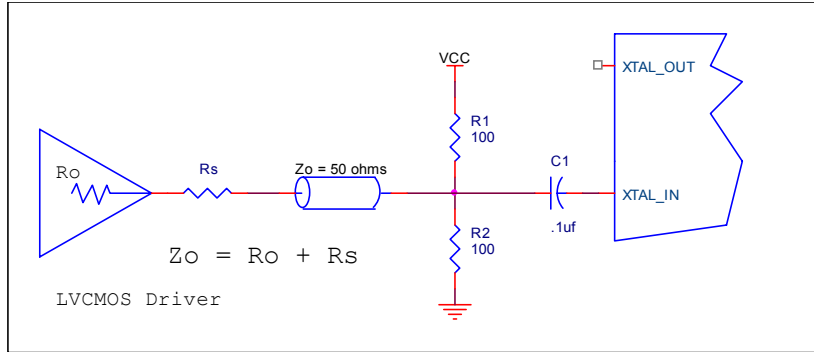 VCC
XTAL_OUT
R1
100
Ro
Rs
Zo = 50 ohms
C1
XTAL_IN
.1uf
R2
100
Zo = Ro + Rs
LVCMOS Driver